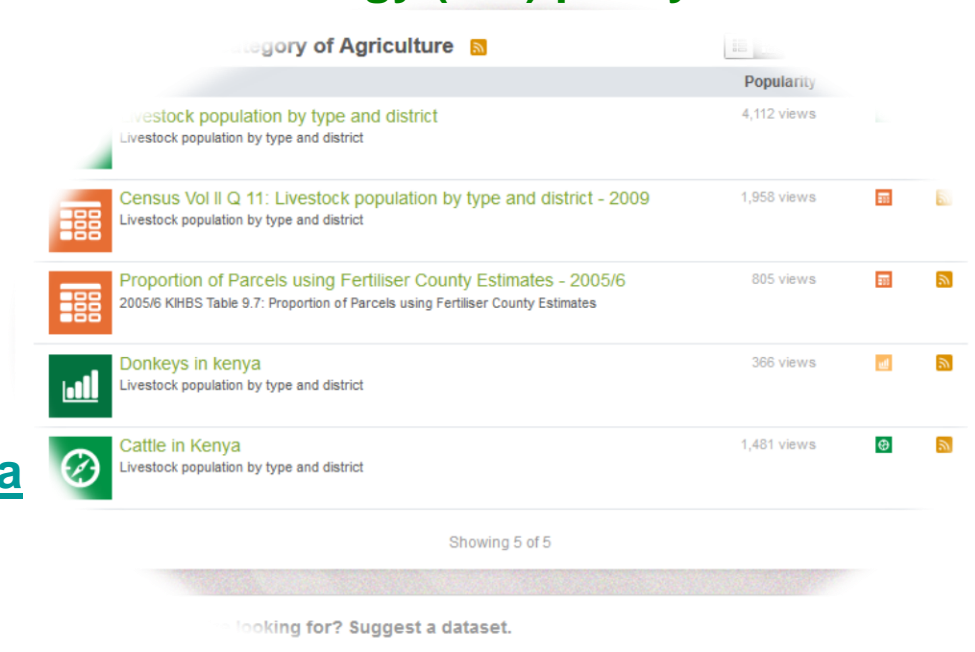 of Agriculture
Popularity
Livestock population by type and district
4,112 views
Livestock population by type and district
Census Vol II Q 11: Livestock population by type and district - 2009
1,958 views
Livestock population by type and district
Proportion of Parcels using Fertiliser County Estimates - 2005/6
805 views
2005/6 KIHBS Table 9.7: Proportion of Parcels using Fertiliser County Estimates
Donkeys in kenya
366 views
Livestock population by type and district
Cattle in Kenya
1,481 views
a
Livestock population by type and district
Showing 5 of 5
looking for? Suggest a dataset.